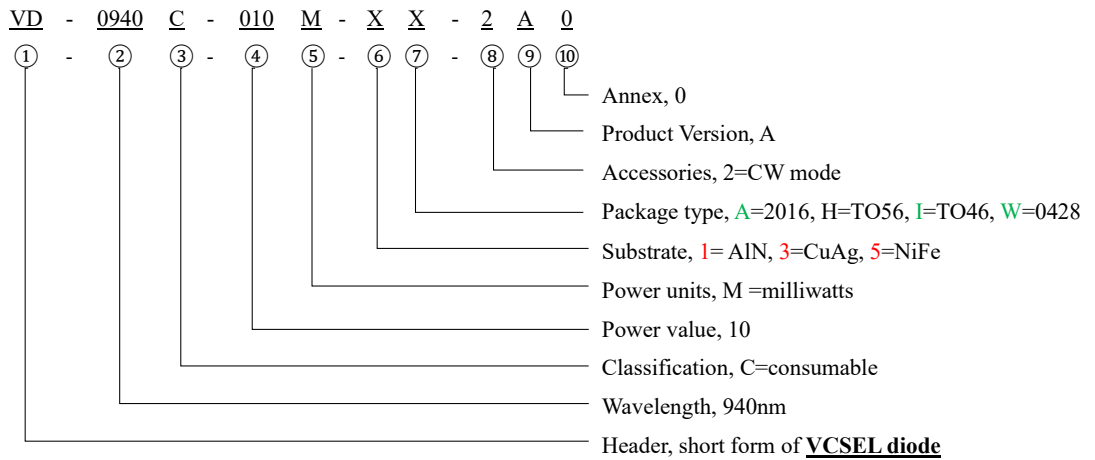 VD - 0940 C - 010 M - X X - 2 A 0
① - ② ③ - ④ ⑤ - ⑥ ⑦ - ⑧ ⑨ ⑩
Annex, 0
Product Version, A
Accessories, 2=CW mode
Package type, A=2016, H=TO56, I=TO46, W=0428
Substrate, 1= AlN, 3=CuAg, 5=NiFe
Power units, M =milliwatts
Power value, 10
Classification, C=consumable
Wavelength, 940nm
Header, short form of VCSEL diode